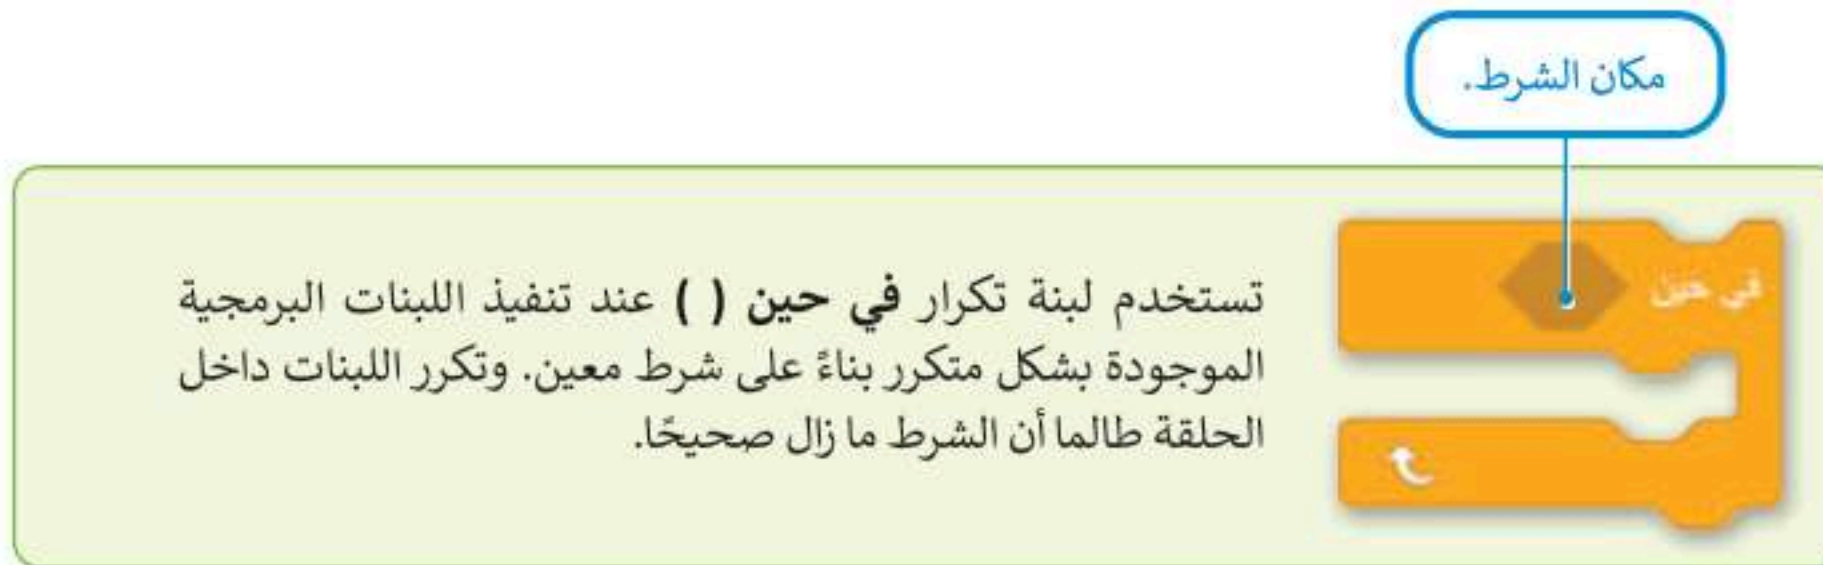 مكان الشرط.
في حين
تستخدم لبنة تكرار في حين ( ) عند تنفيذ اللبنات البرمجية
الموجودة بشكل متكرر بناءً على شرط معين. وتكرر اللبنات داخل
الحلقة طالما أن الشرط ما زال صحيحًا.